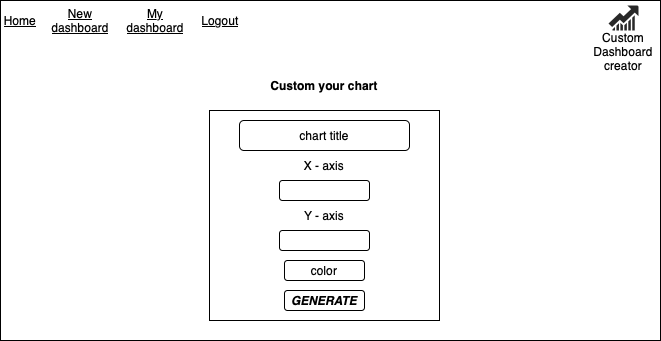 Home
New
dashboard
My
dashboard
Logout
Custom
Dashboard
creator
Custom your chart
chart title
X - axis
Y - axis
color
GENERATE